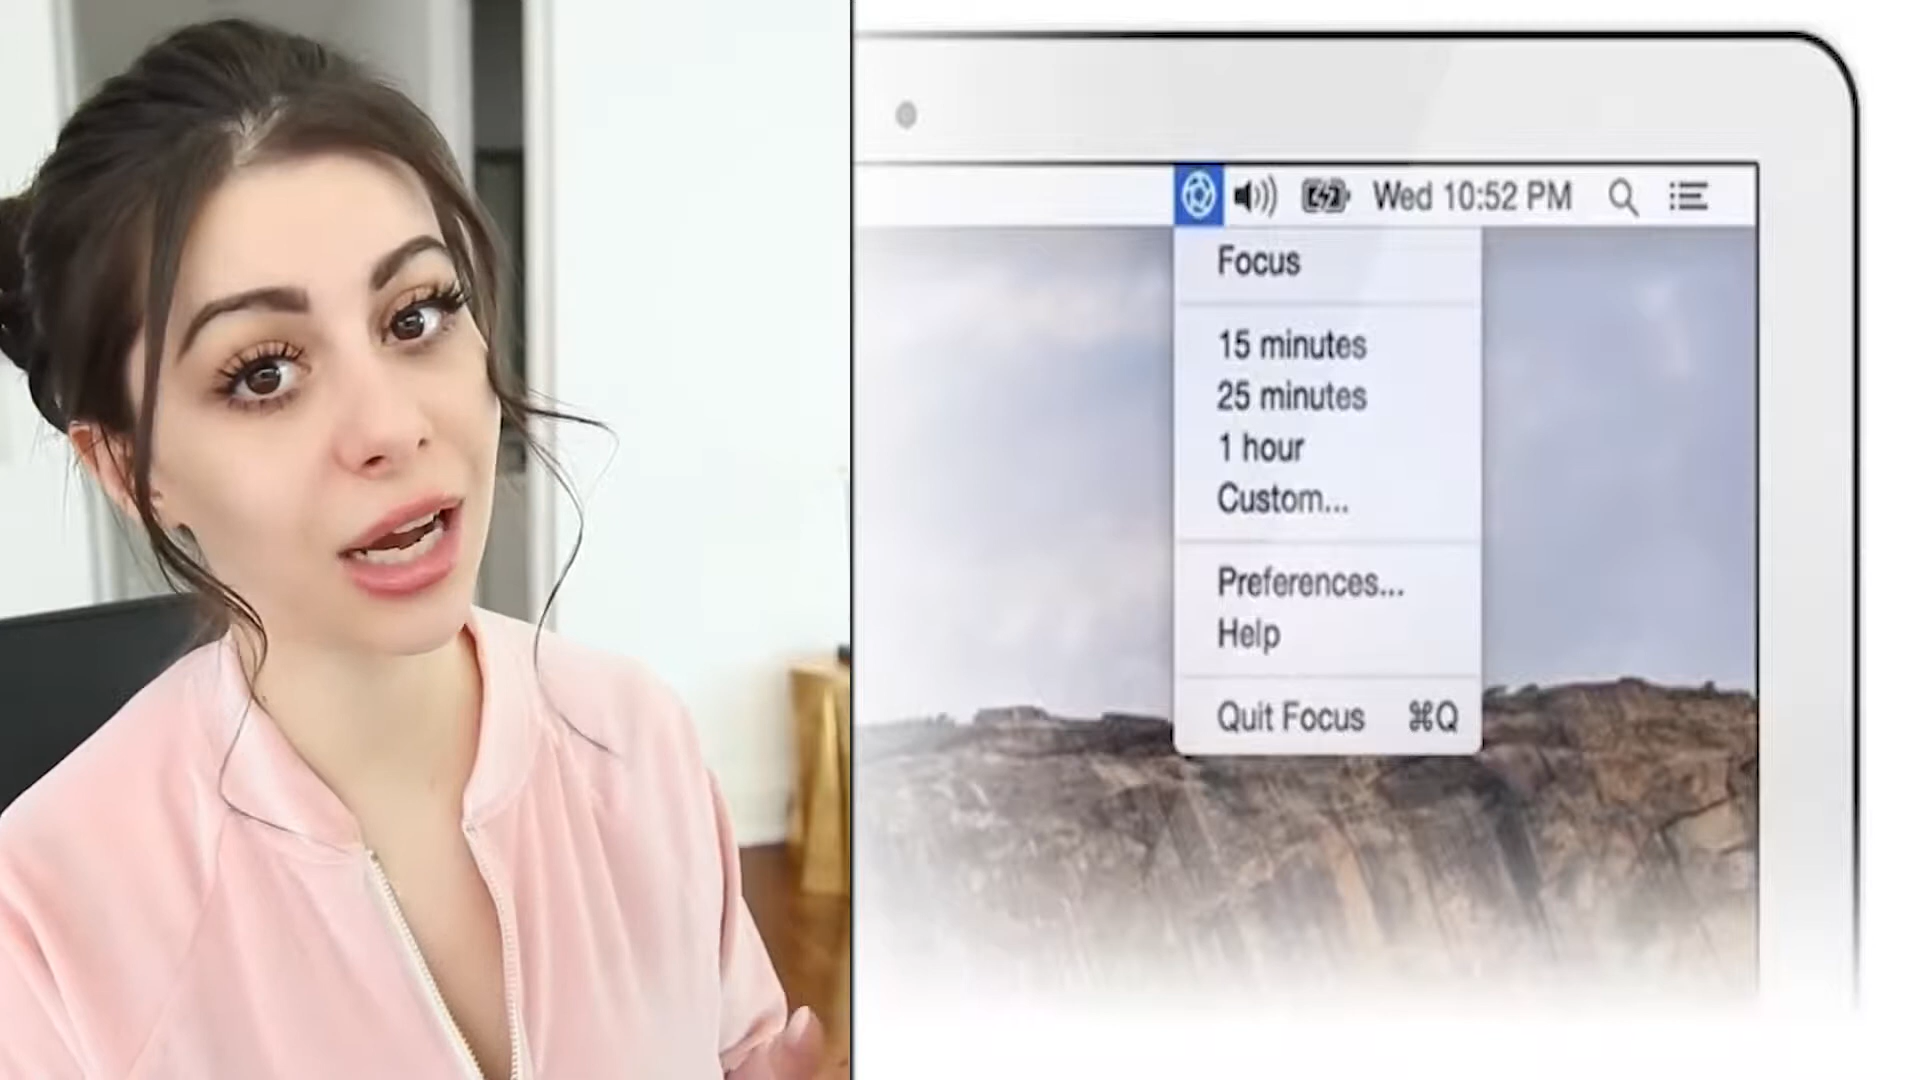 Wed 10:52 PM
Focus
15 minutes
25 minutes
1 hour
Custom...
Preferences...
Help
Quit Focus ⌘Q